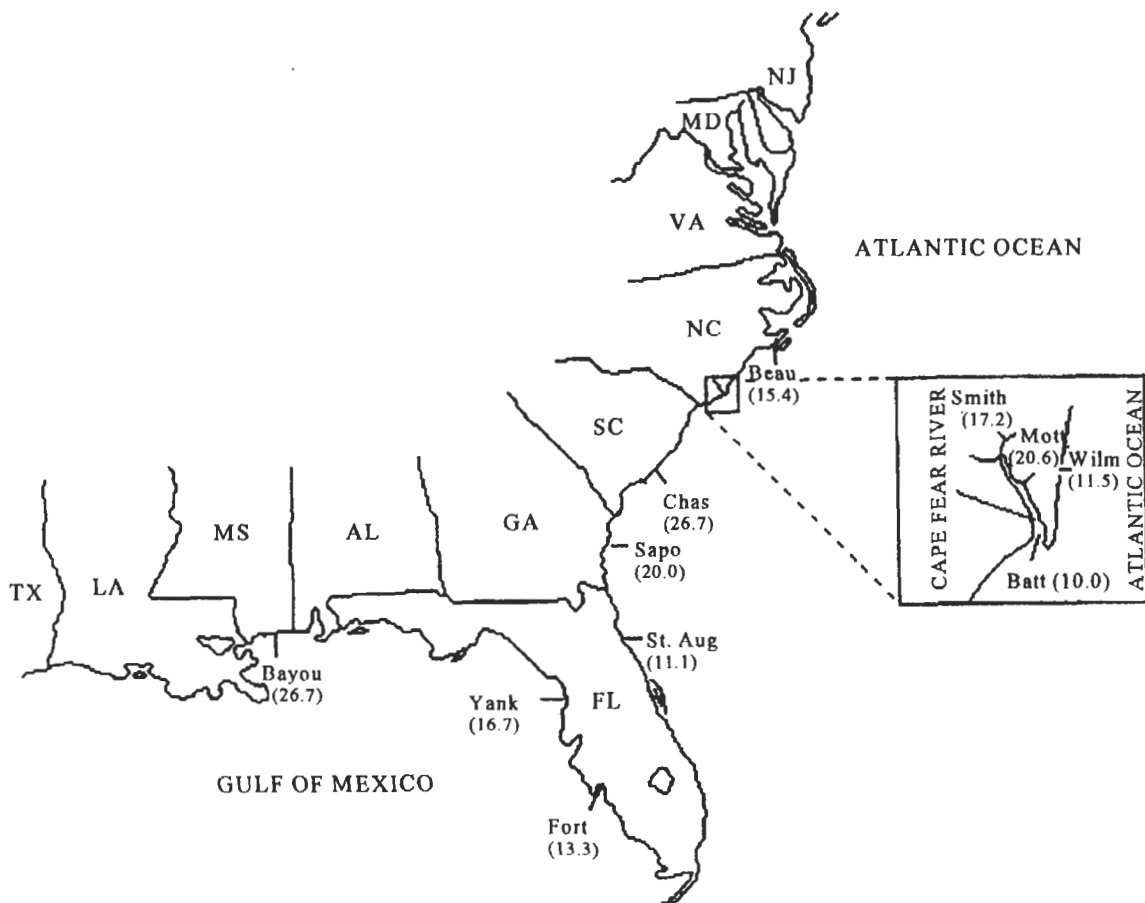 NJ
MD
VA
ATLANTIC OCEAN
NC
Beau
(15.4)
SC
CAPE FEAR RIVER
Smith
(17.2)
Mott
(20.6)
Wilm
(11.5)
Batt (10.0)
ATLANTIC OCEAN
Chas
(26.7)
GA
Sapo
(20.0)
MS
AL
TX
LA
St. Aug
(11.1)
Bayou
(26.7)
Yank
(16.7)
FL
GULF OF MEXICO
Fort
(13.3)